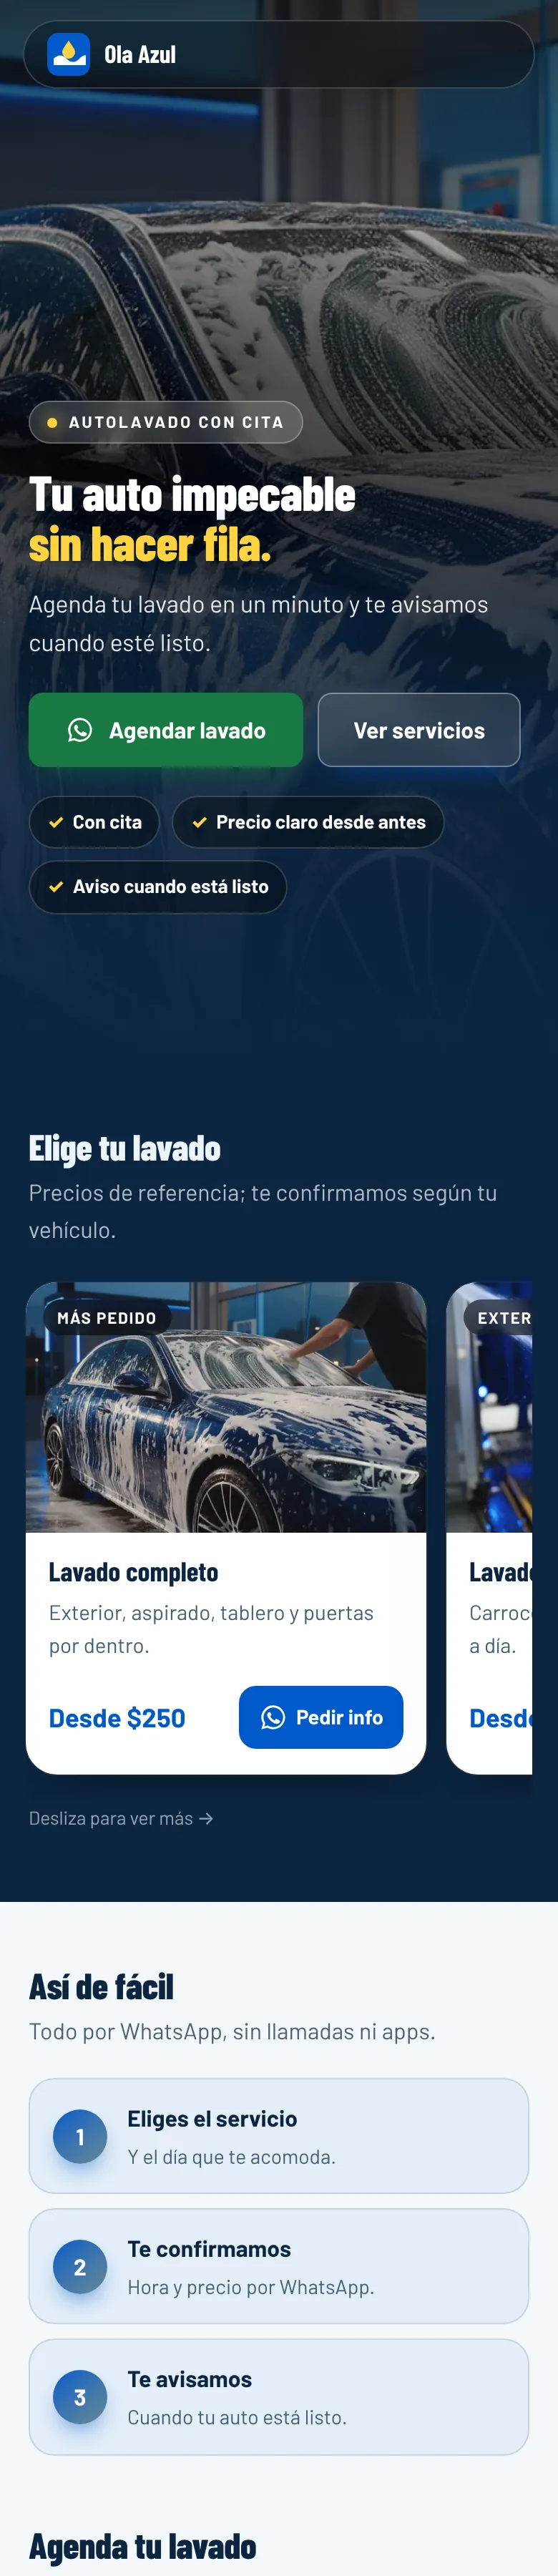 Ola Azul
AUTOLAVADO CON CITA
Tu auto impecable
sin hacer fila.
Agenda tu lavado en un minuto y te avisamos
cuando esté listo.
Agendar lavado
Ver servicios
✓ Con cita
✓ Precio claro desde antes
✓ Aviso cuando está listo
Elige tu lavado
Precios de referencia; te confirmamos según tu
vehículo.
MÁS PEDIDO
Lavado completo
Exterior, aspirado, tablero y puertas
por dentro.
Desde $250
Pedir info
EXTER
Lavado
Carroc
a día.
Desde
Desliza para ver más →
Así de fácil
Todo por WhatsApp, sin llamadas ni apps.
1
Eliges el servicio
Y el día que te acomoda.
2
Te confirmamos
Hora y precio por WhatsApp.
3
Te avisamos
Cuando tu auto está listo.
Agenda tu lavado